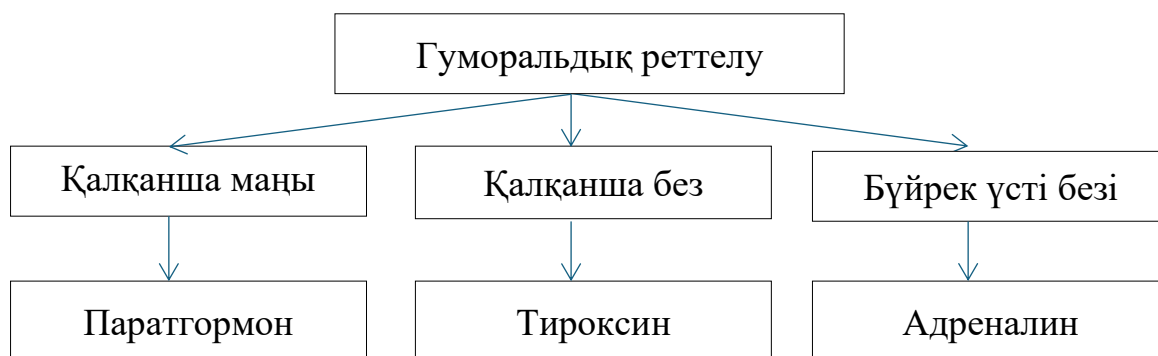 Гуморальдық реттелу
Қалқанша маңы
Қалқанша без
Бүйрек үсті безі
Паратгормон
Тироксин
Адреналин